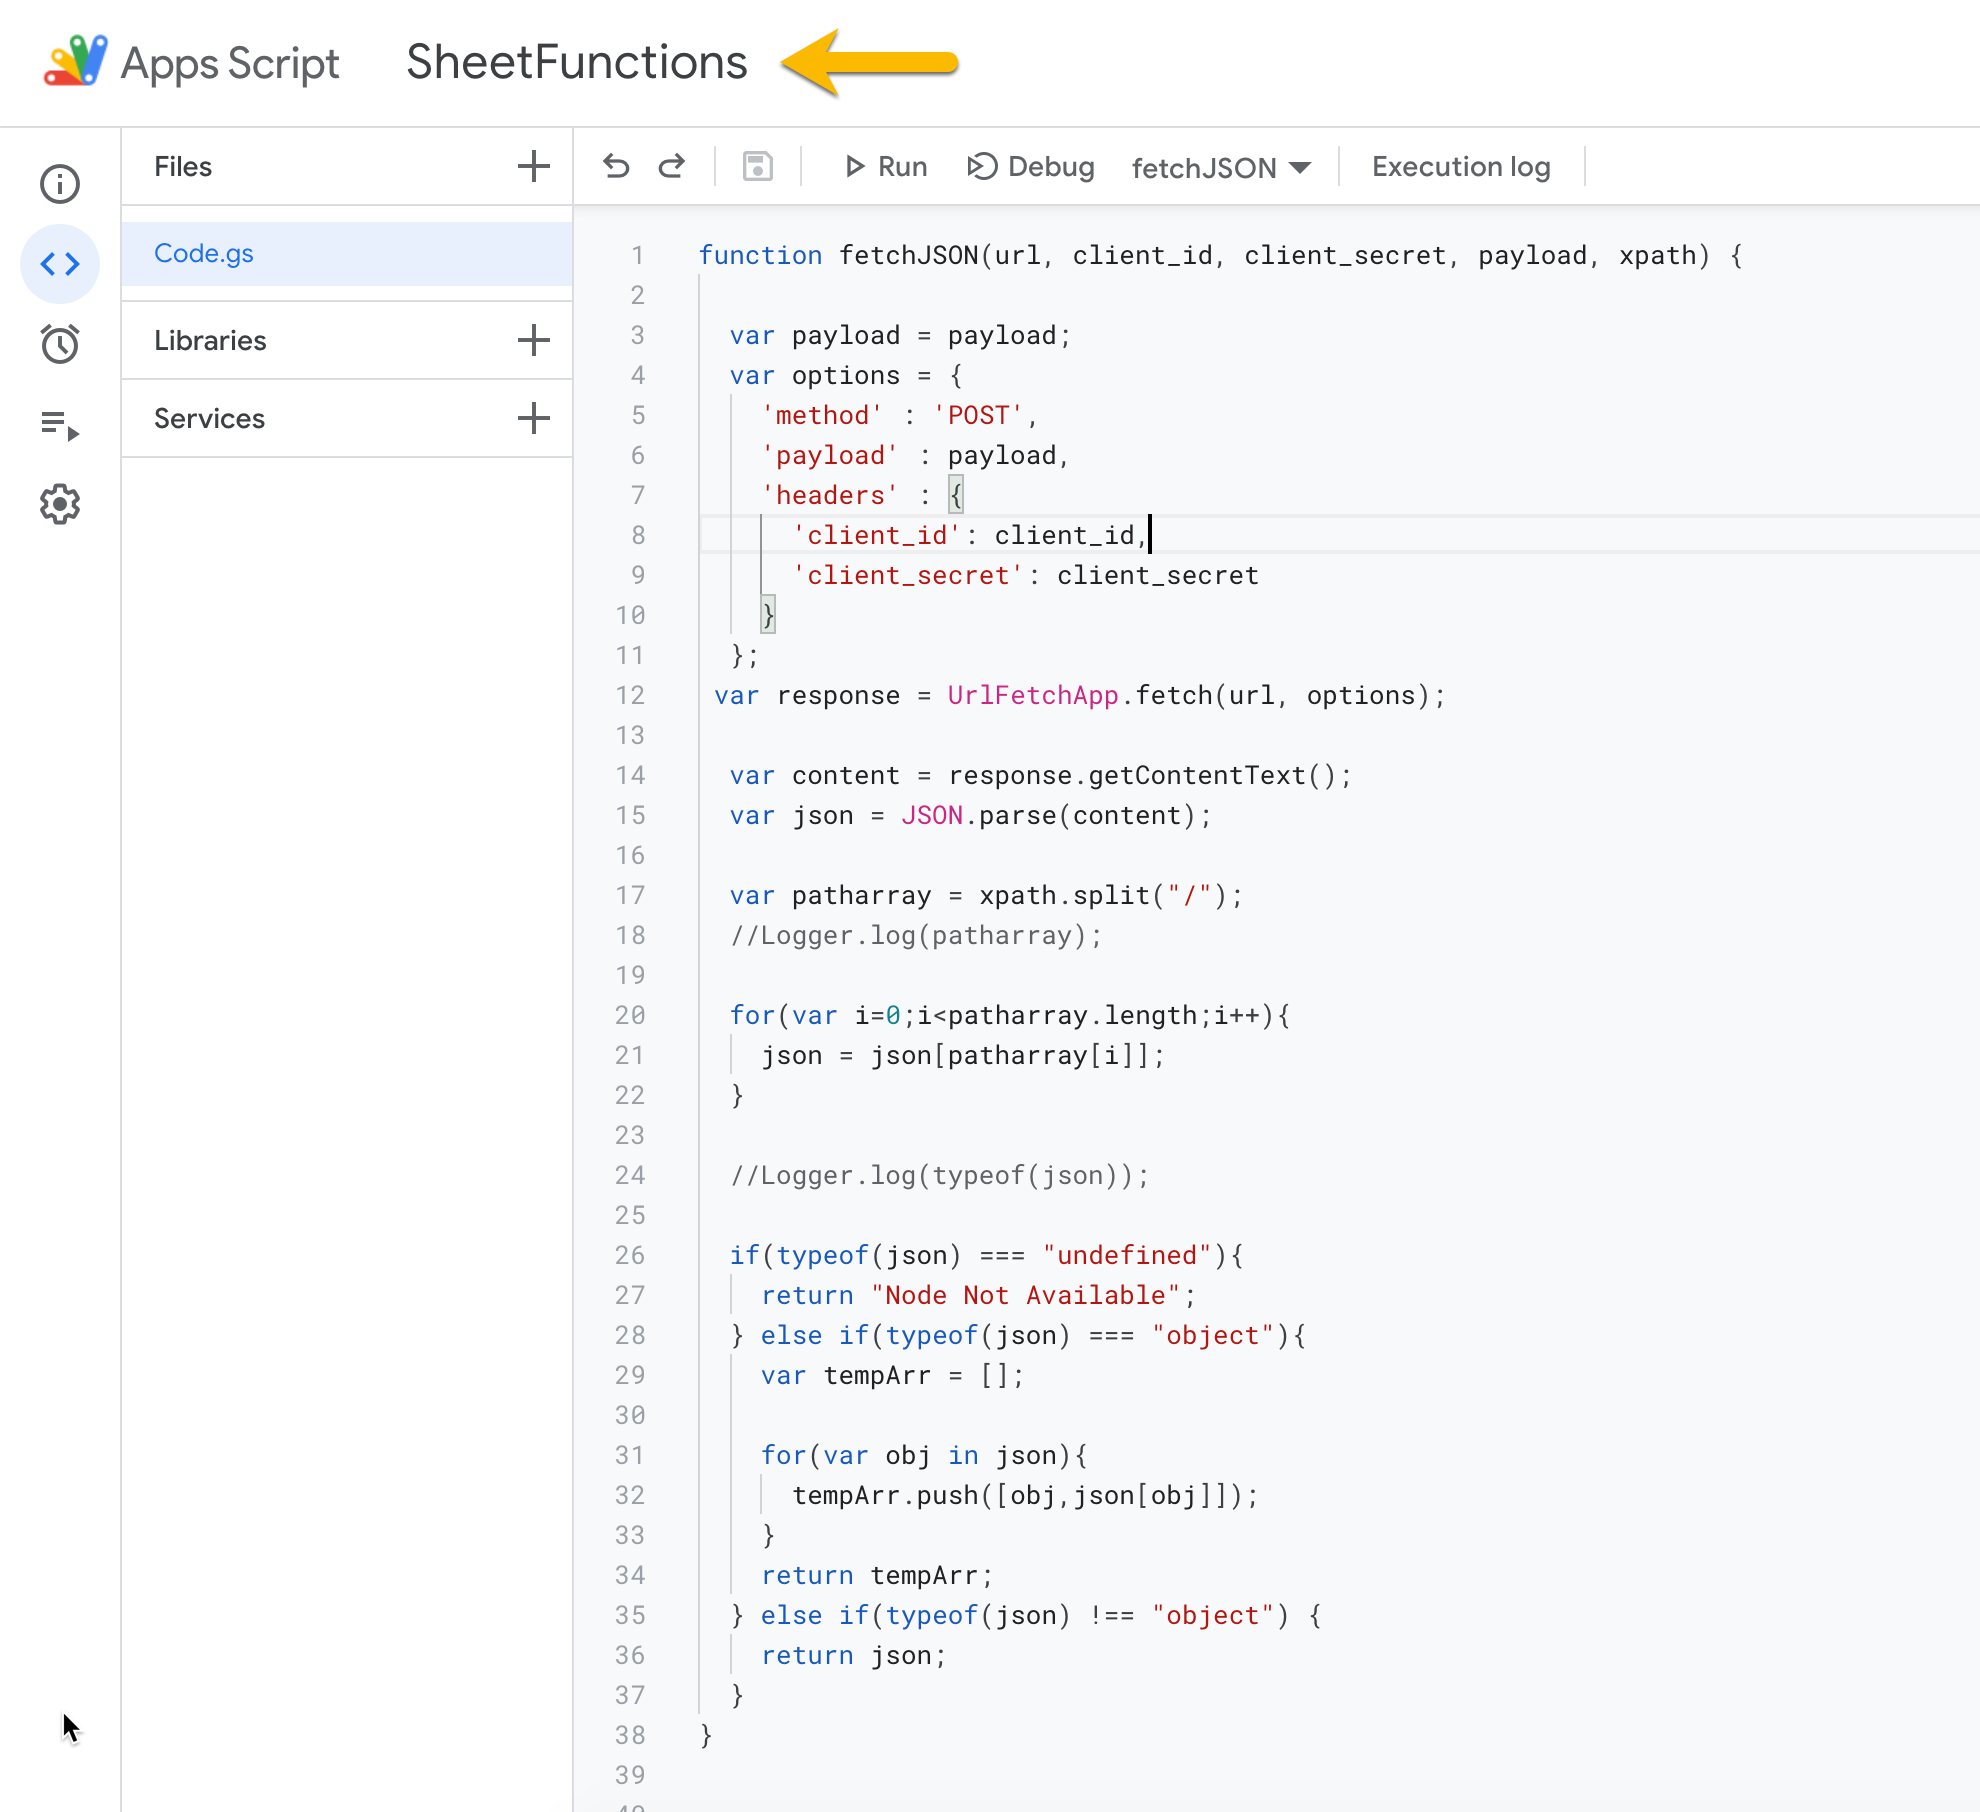 Apps Script SheetFunctions
Files
Run Debug fetchJSON Execution log
Code.gs
Libraries
Services
1 function fetchJSON(url, client_id, client_secret, payload, xpath) {
2
3 var payload = payload;
4 var options = {
5 'method' : 'POST',
6 'payload' : payload,
7 'headers' : {
8 'client_id': client_id,
9 'client_secret': client_secret
10 }
11 };
12 var response = UrlFetchApp.fetch(url, options);
13
14 var content = response.getContentText();
15 var json = JSON.parse(content);
16
17 var patharray = xpath.split("/");
18 //Logger.log(patharray);
19
20 for(var i=0;i<patharray.length;i++){
21 json = json[patharray[i]];
22 }
23
24 //Logger.log(typeof(json));
25
26 if(typeof(json) === "undefined"){
27 return "Node Not Available";
28 } else if(typeof(json) === "object"){
29 var tempArr = [];
30
31 for(var obj in json){
32 tempArr.push([obj,json[obj]]);
33 }
34 return tempArr;
35 } else if(typeof(json) !== "object") {
36 return json;
37 }
38 }
39